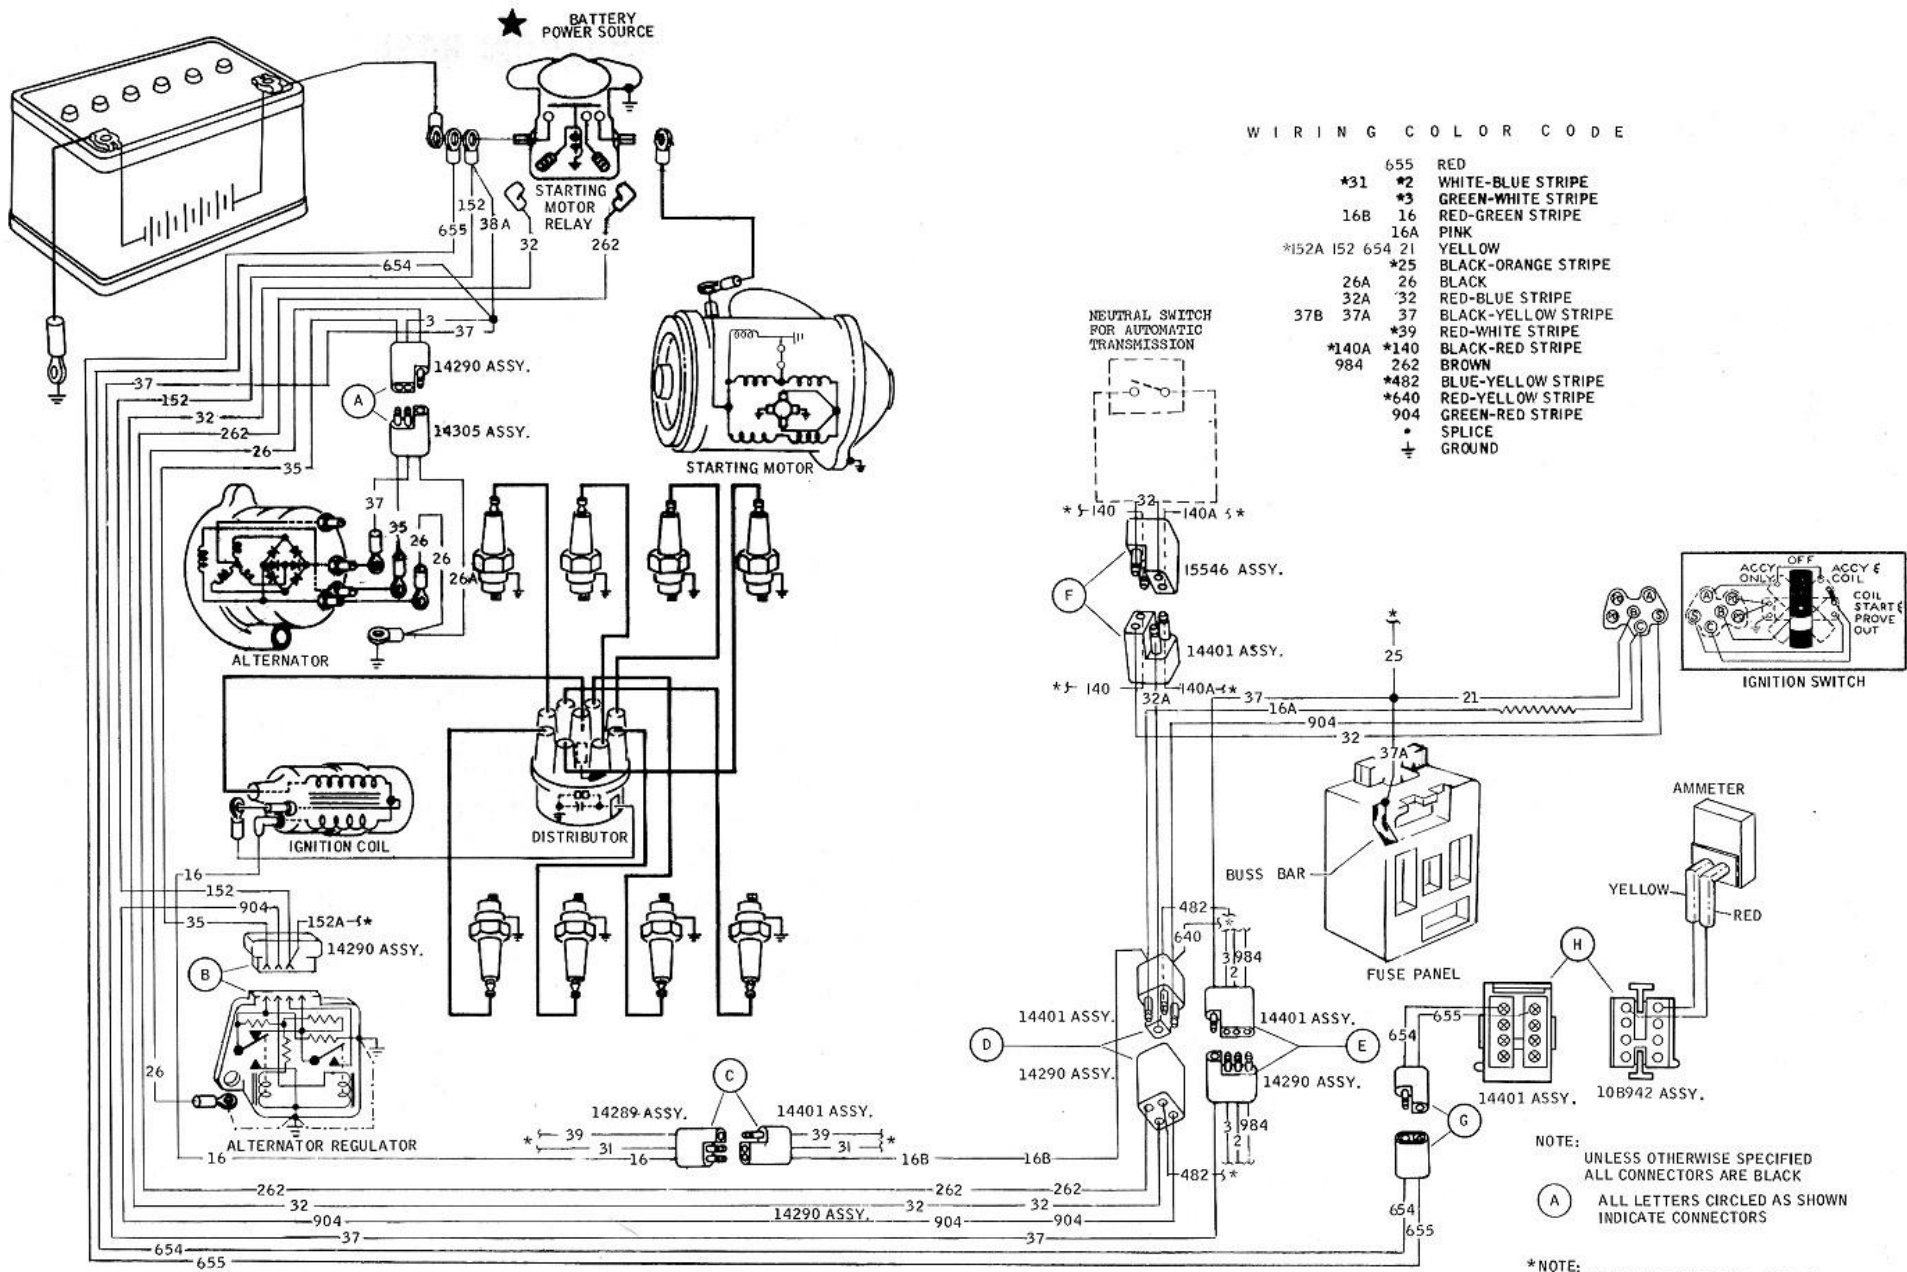 ★ BATTERY
POWER SOURCE
STARTING
MOTOR
RELAY
152
655
38A
32
262
654
3
37
14290 ASSY.
37
A
152
32
14305 ASSY.
262
26
35
STARTING MOTOR
37
35
26
26
26A
ALTERNATOR
IGNITION COIL
DISTRIBUTOR
16
152
904
152A *
35
14290 ASSY.
B
26
ALTERNATOR REGULATOR
W I R I N G C O L O R C O D E
655 RED
*31 *2 WHITE-BLUE STRIPE
*3 GREEN-WHITE STRIPE
16B 16 RED-GREEN STRIPE
16A PINK
*152A 152 654 21 YELLOW
*25 BLACK-ORANGE STRIPE
26A 26 BLACK
32A 32 RED-BLUE STRIPE
37B 37A 37 BLACK-YELLOW STRIPE
*39 RED-WHITE STRIPE
*140A *140 BLACK-RED STRIPE
984 262 BROWN
*482 BLUE-YELLOW STRIPE
*640 RED-YELLOW STRIPE
904 GREEN-RED STRIPE
• SPLICE
⏚ GROUND
NEUTRAL SWITCH
FOR AUTOMATIC
TRANSMISSION
32
* 140 140A *
15546 ASSY.
F
14401 ASSY.
* 140 140A *
32A
*
25
37 21
16A
904
32
37A
A B C S
OFF
ACCY ONLY
ACCY & COIL
COIL
START &
PROVE
OUT
A B C S
IGNITION SWITCH
AMMETER
BUSS BAR
YELLOW
RED
FUSE PANEL
482
*
640
3 984
2
H
14401 ASSY.
14401 ASSY.
D
E
14290 ASSY.
14290 ASSY.
3 984
2
482 *
655
654
14401 ASSY.
10B942 ASSY.
G
654
655
C
14289 ASSY.
14401 ASSY.
* 39 39 *
31 31
16 16 16B 16B
262 262 262
32 32 32
14290 ASSY.
904 904 904
37 37
654
655
NOTE:
UNLESS OTHERWISE SPECIFIED
ALL CONNECTORS ARE BLACK
A ALL LETTERS CIRCLED AS SHOWN
INDICATE CONNECTORS
*NOTE: